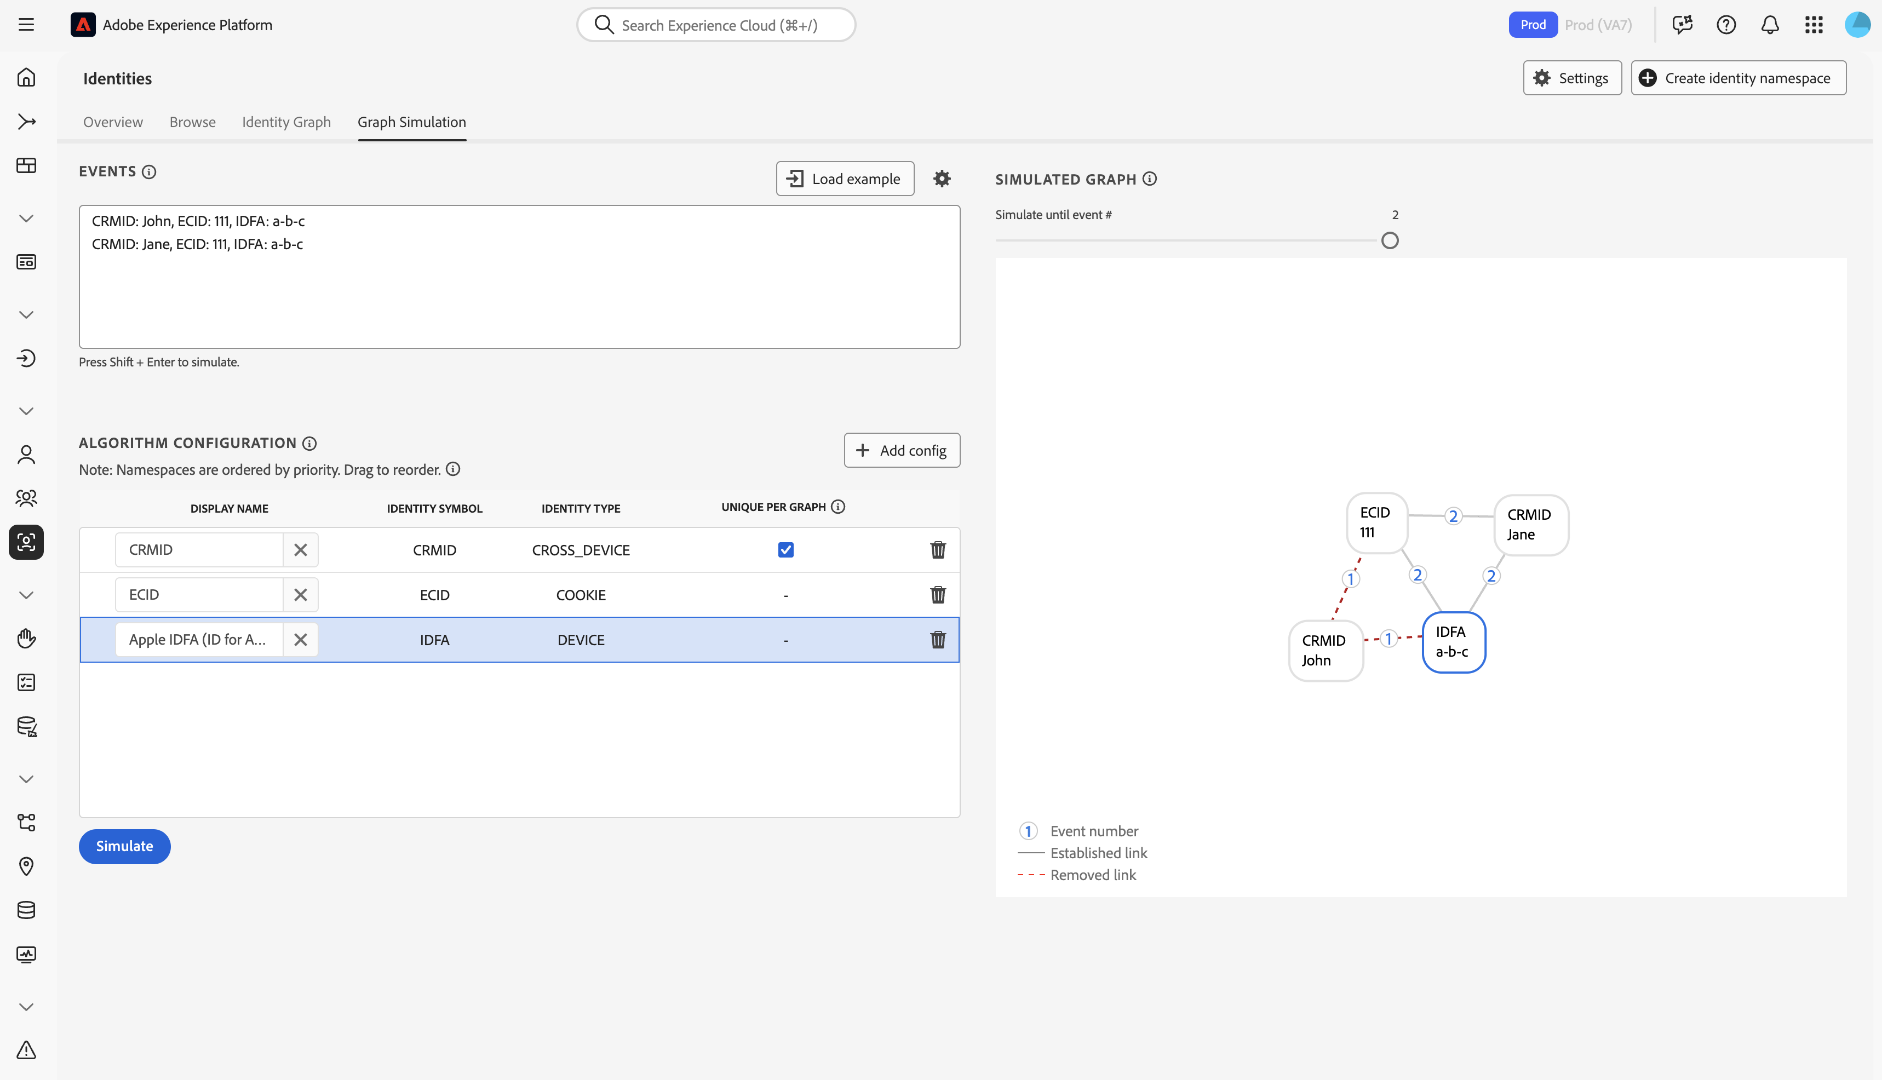 Adobe Experience Platform
Search Experience Cloud (⌘+/)
Prod
Prod (VA7)
Identities
Settings
Create identity namespace
Overview
Browse
Identity Graph
Graph Simulation
EVENTS
Load example
CRMID: John, ECID: 111, IDFA: a-b-c
CRMID: Jane, ECID: 111, IDFA: a-b-c
Press Shift + Enter to simulate.
ALGORITHM CONFIGURATION
Note: Namespaces are ordered by priority. Drag to reorder.
Add config
DISPLAY NAME IDENTITY SYMBOL IDENTITY TYPE UNIQUE PER GRAPH
CRMID CRMID CROSS_DEVICE
ECID ECID COOKIE -
Apple IDFA (ID for A... IDFA DEVICE -
Simulate
SIMULATED GRAPH
Simulate until event # 2
ECID
111
2
CRMID
Jane
1
2
2
CRMID
John
1
IDFA
a-b-c
1 Event number
Established link
Removed link